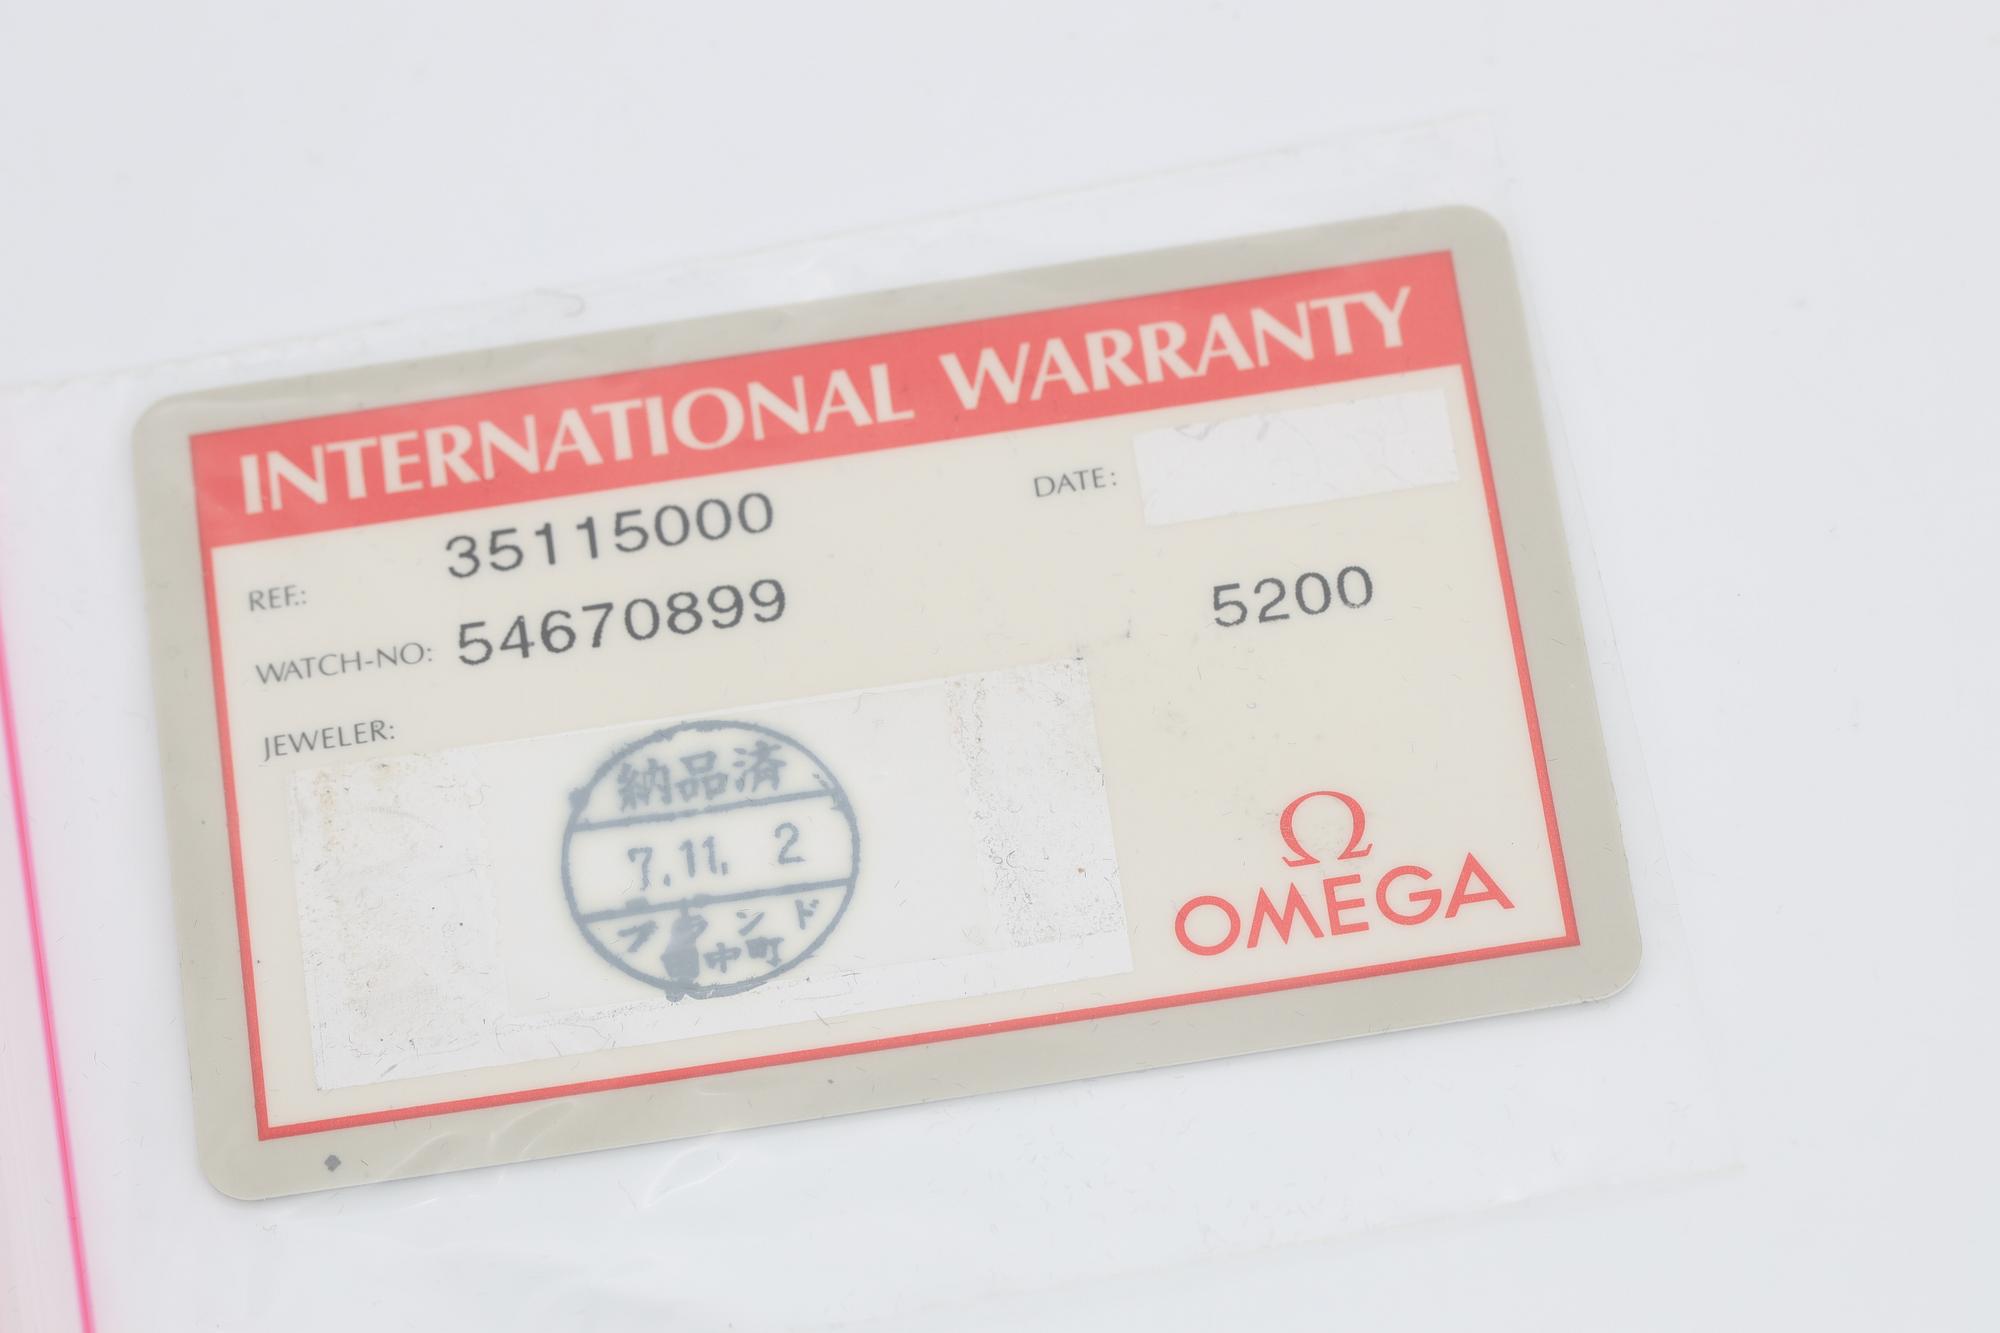 INTERNATIONAL WARRANTY
REF.: 35115000
DATE:
WATCH-NO: 54670899
5200
JEWELER:
納品済
7.11. 2
ブランド
中町
Ω
OMEGA